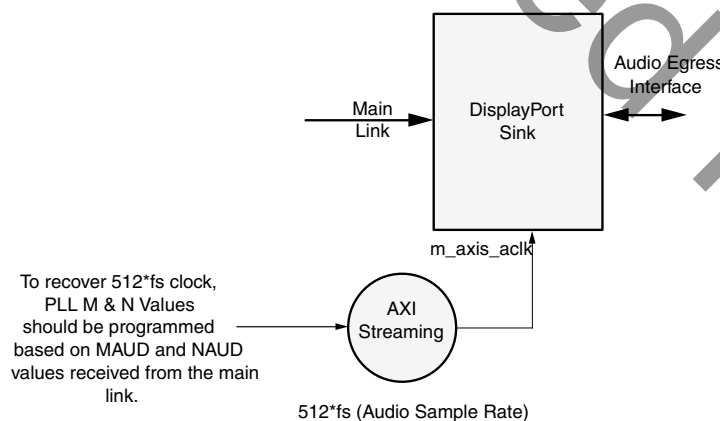 Audio Egress
Interface
Main
Link
DisplayPort
Sink
m_axis_aclk
To recover 512*fs clock,
PLL M & N Values
should be programmed
based on MAUD and NAUD
values received from the main
link.
AXI
Streaming
512*fs (Audio Sample Rate)